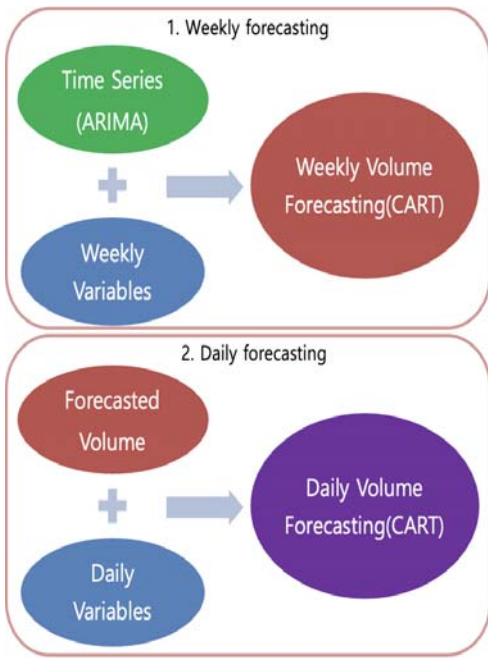 1. Weekly forecasting
Time Series
(ARIMA)
Weekly
Variables
Weekly Volume
Forecasting(CART)
2. Daily forecasting
Forecasted
Volume
Daily
Variables
Daily Volume
Forecasting(CART)